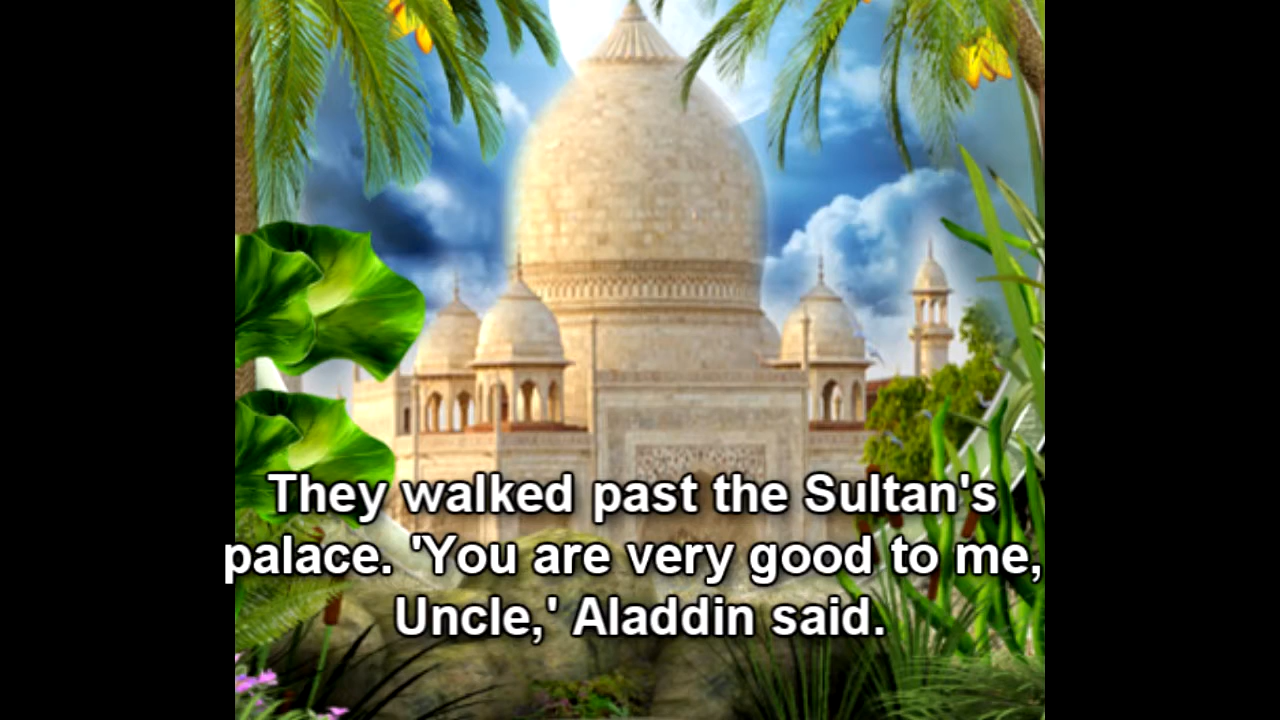 They walked past the Sultan's
palace. 'You are very good to me,
Uncle,' Aladdin said.